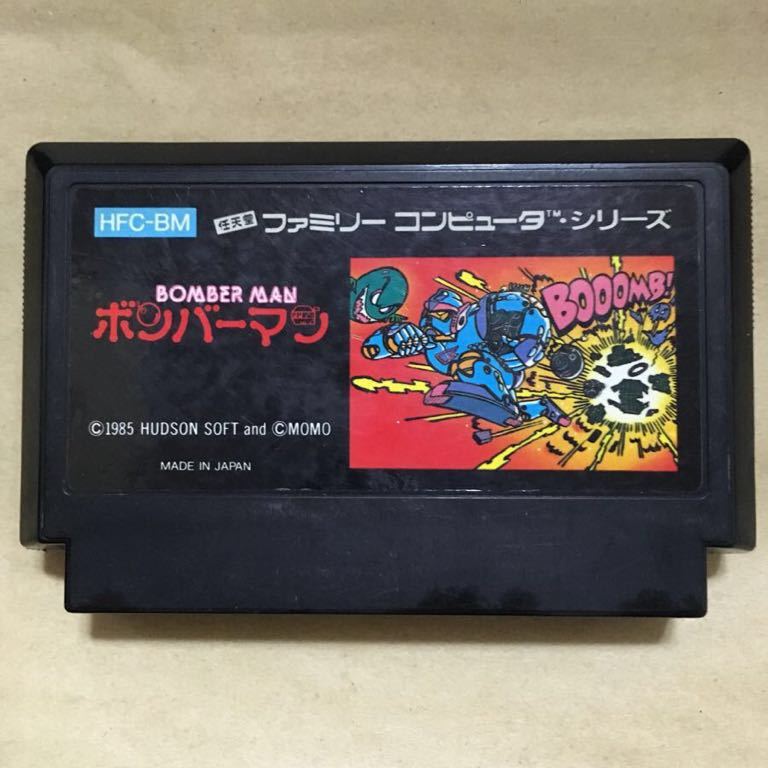 HFC-BM 任天堂 ファミリー コンピュータ™・シリーズ
BOMBER MAN
ボンバーマン
BOOOMB!
©1985 HUDSON SOFT and ©MOMO
MADE IN JAPAN